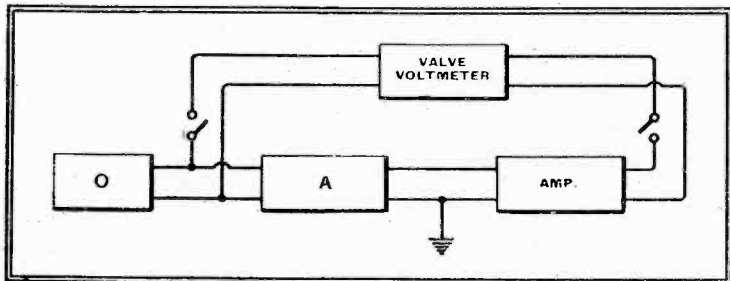 VALVE
VOLTMETER
O
A
AMP.